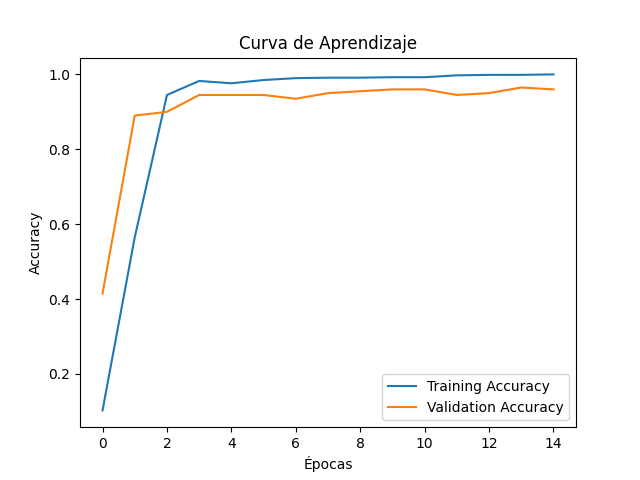 Curva de Aprendizaje
1.0
0.8
0.6
0.4
0.2
Accuracy
Training Accuracy
Validation Accuracy
0 2 4 6 8 10 12 14
Épocas